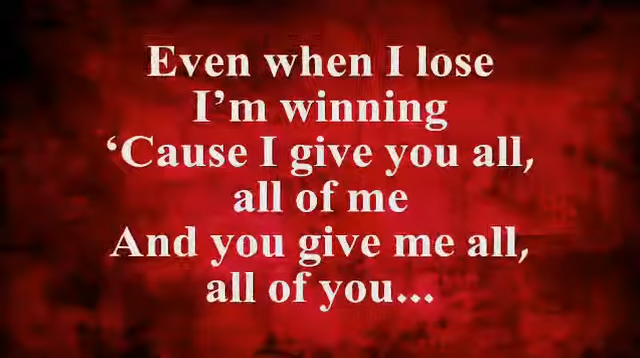 Even when I lose
I’m winning
‘Cause I give you all,
all of me
And you give me all,
all of you...